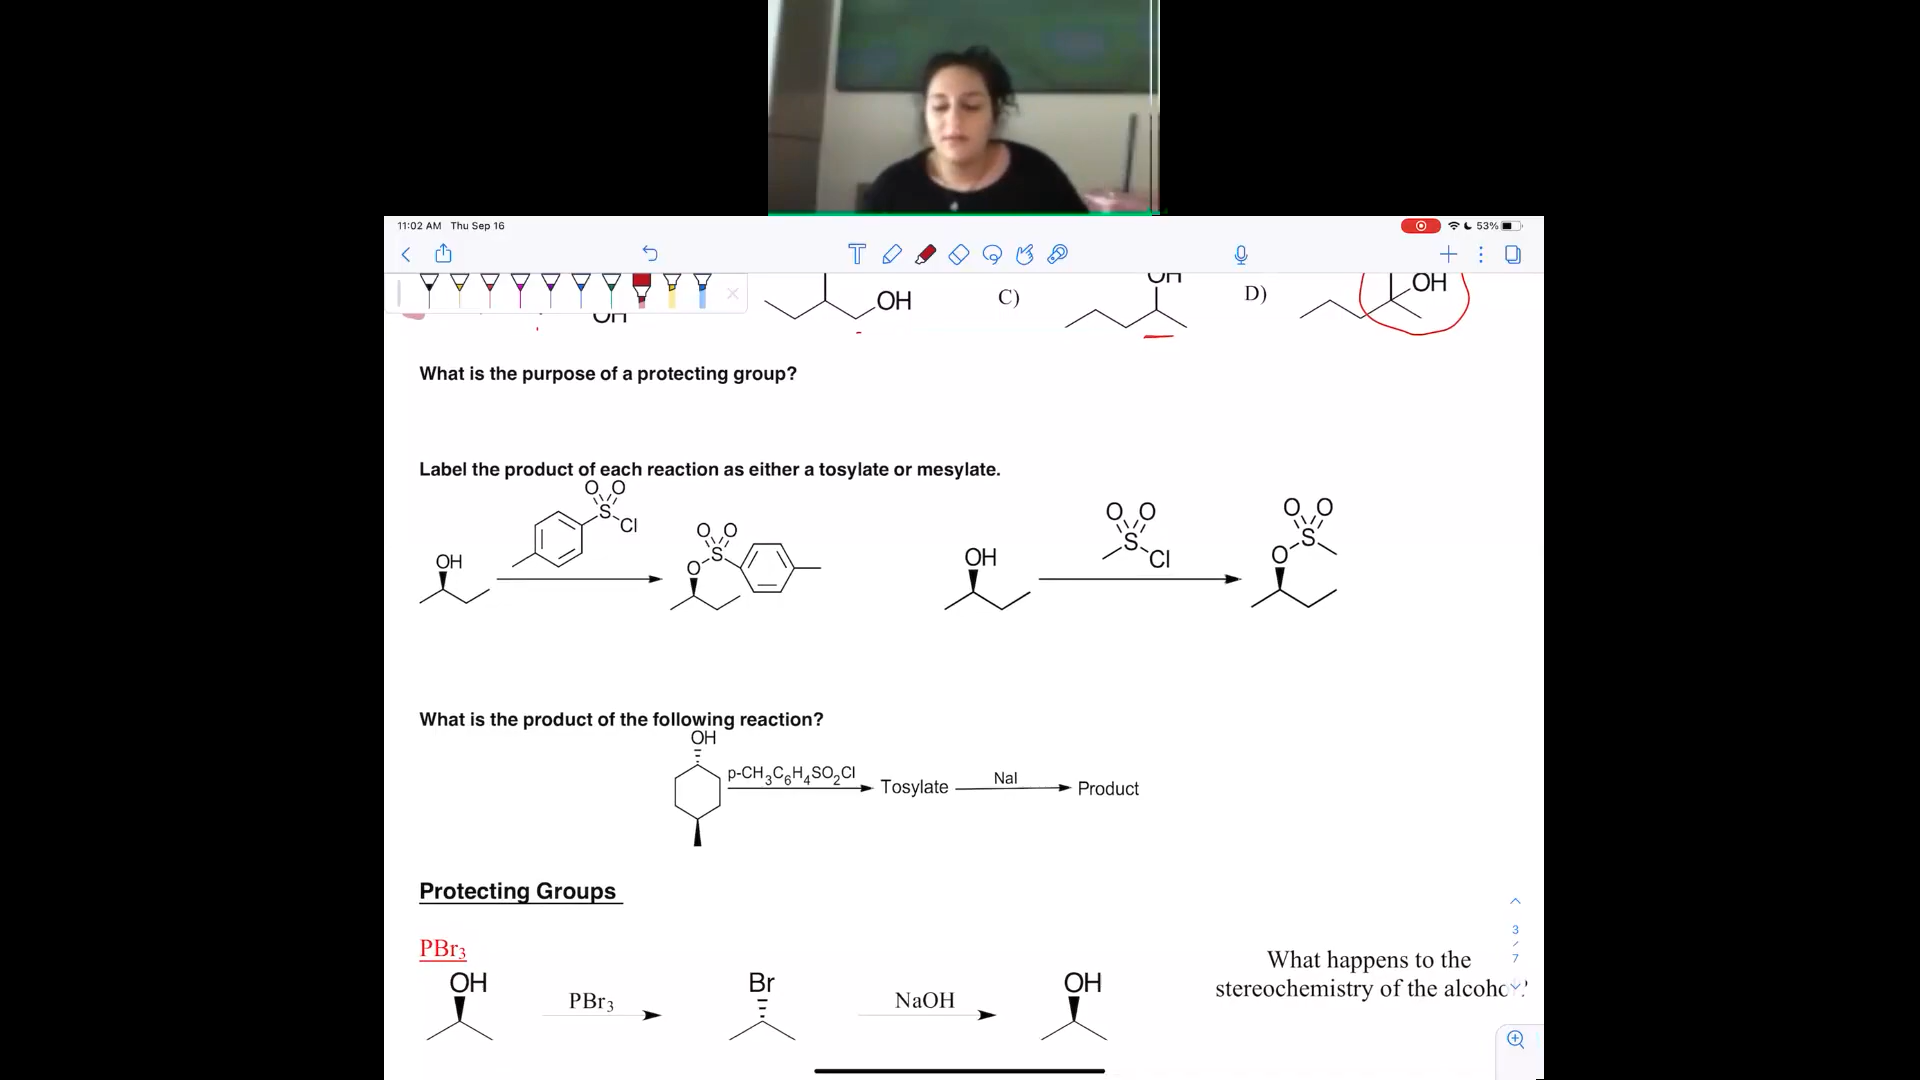 11:02 AM Thu Sep 16
53%
OH
OH
C)
OH
D)
OH
What is the purpose of a protecting group?
Label the product of each reaction as either a tosylate or mesylate.
O O
S
Cl
OH
O O
S
O
OH
O O
S
Cl
O O
S
O
What is the product of the following reaction?
OH
p-CH3C6H4SO2Cl
Tosylate
NaI
Product
Protecting Groups
PBr3
OH
PBr3
Br
NaOH
OH
What happens to the
stereochemistry of the
3
/
7